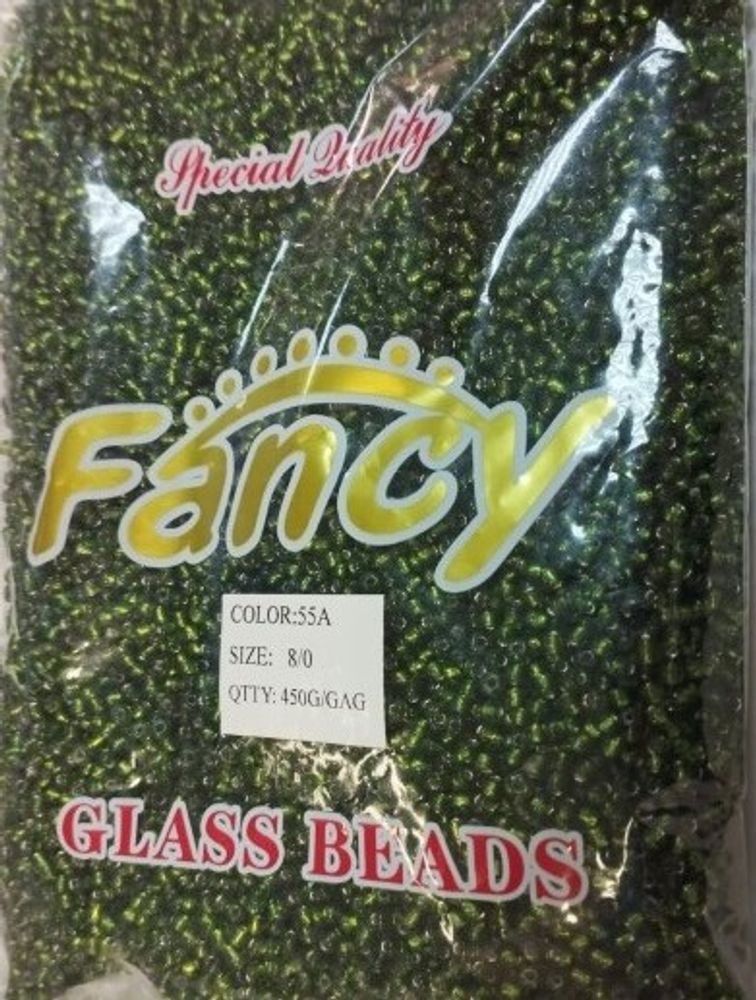 Special Quality
Fancy
COLOR:55A
SIZE: 8/0
QTTY: 450G/GAG
GLASS BEADS